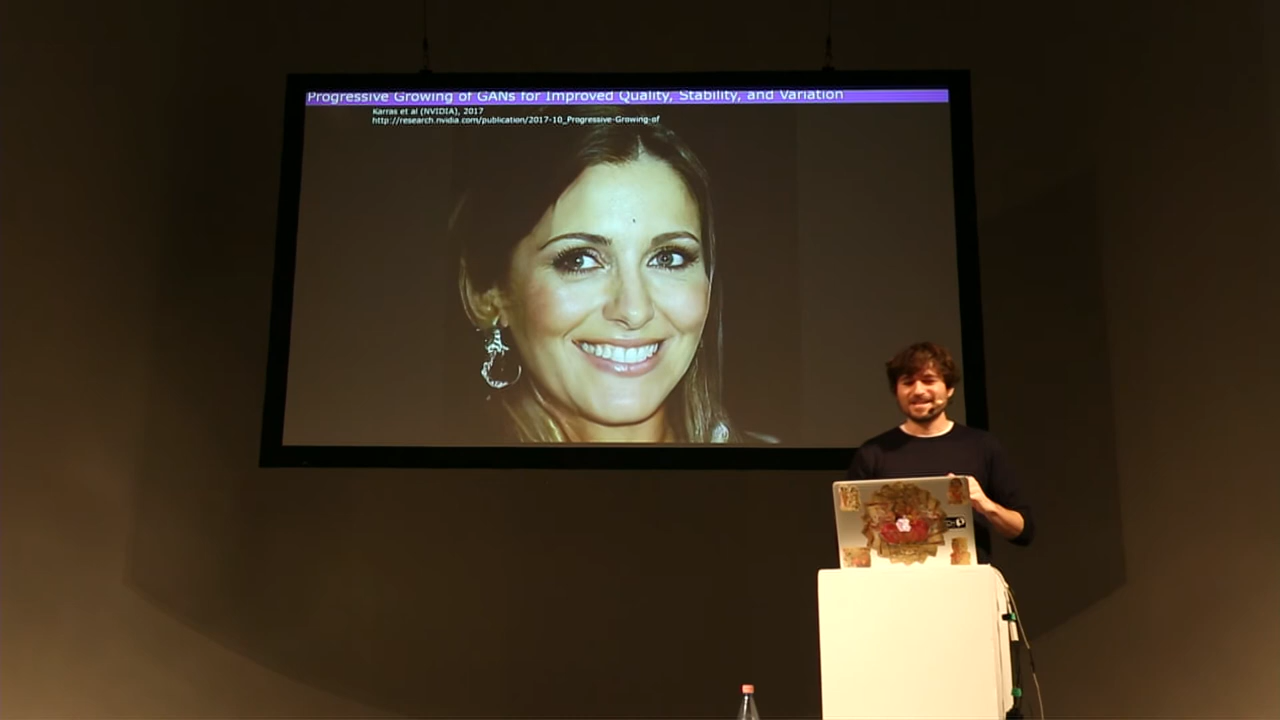 Progressive Growing of GANs for Improved Quality, Stability, and Variation
Karras et al (NVIDIA), 2017
http://research.nvidia.com/publication/2017-10_Progressive-Growing-of